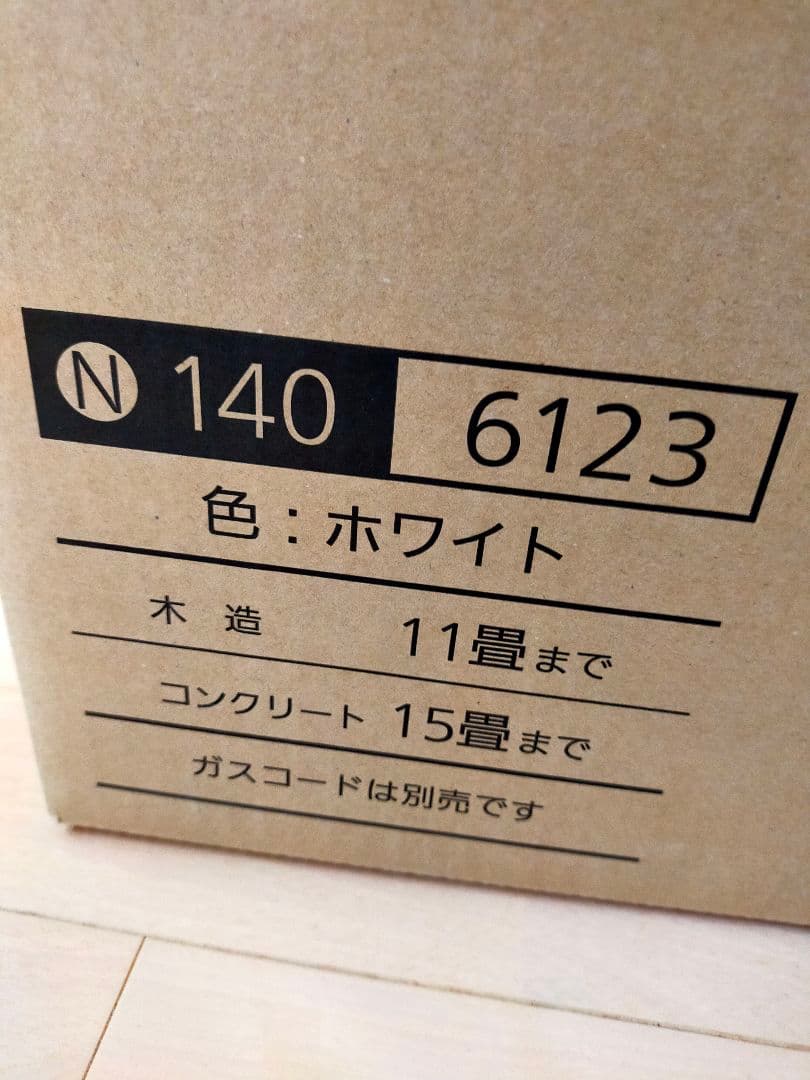 Ⓝ 140 6123
色：ホワイト
木造 11畳まで
コンクリート 15畳まで
ガスコードは別売です